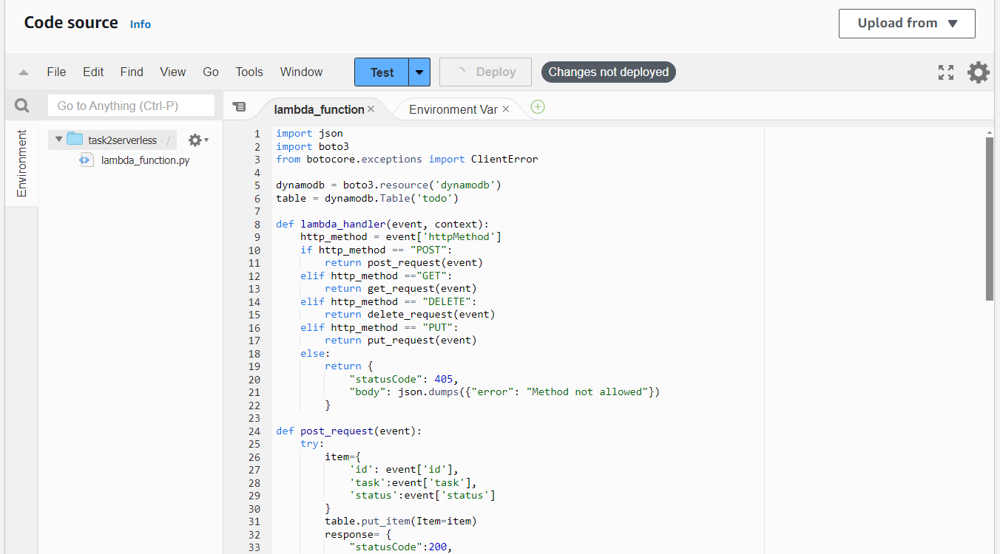 Code source Info
Upload from
File Edit Find View Go Tools Window Test Deploy Changes not deployed
Go to Anything (Ctrl-P)
lambda_function × Environment Var ×
Environment
task2serverless - /
lambda_function.py
1 import json
2 import boto3
3 from botocore.exceptions import ClientError
4
5 dynamodb = boto3.resource('dynamodb')
6 table = dynamodb.Table('todo')
7
8 def lambda_handler(event, context):
9     http_method = event['httpMethod']
10     if http_method == "POST":
11         return post_request(event)
12     elif http_method =="GET":
13         return get_request(event)
14     elif http_method == "DELETE":
15         return delete_request(event)
16     elif http_method == "PUT":
17         return put_request(event)
18     else:
19         return {
20             "statusCode": 405,
21             "body": json.dumps({"error": "Method not allowed"})
22         }
23
24 def post_request(event):
25     try:
26         item={
27             'id': event['id'],
28             'task':event['task'],
29             'status':event['status']
30         }
31         table.put_item(Item=item)
32         response= {
33             "statusCode":200,